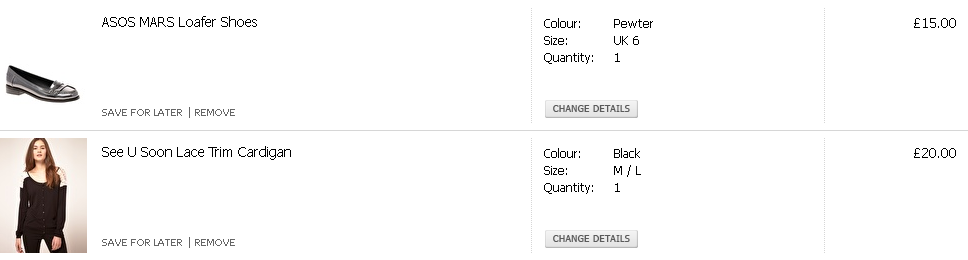 ASOS MARS Loafer Shoes
Colour: Pewter
Size: UK 6
Quantity: 1
£15.00
SAVE FOR LATER | REMOVE
CHANGE DETAILS
See U Soon Lace Trim Cardigan
Colour: Black
Size: M / L
Quantity: 1
£20.00
SAVE FOR LATER | REMOVE
CHANGE DETAILS